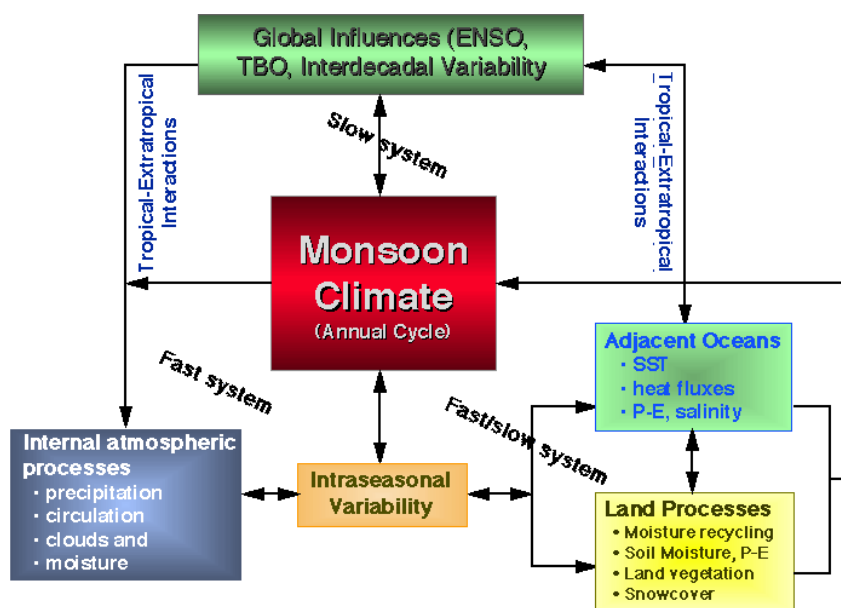 Global Influences (ENSO,
TBO, Interdecadal Variability
Tropical-Extratropical
Interactions
Slow system
Tropical-Extratropical
Interactions
Monsoon
Climate
(Annual Cycle)
Fast system
Fast/slow system
Adjacent Oceans
· SST
· heat fluxes
· P-E, salinity
Internal atmospheric
processes
· precipitation
· circulation
· clouds and
· moisture
Intraseasonal
Variability
Land Processes
• Moisture recycling
• Soil Moisture, P-E
• Land vegetation
• Snowcover